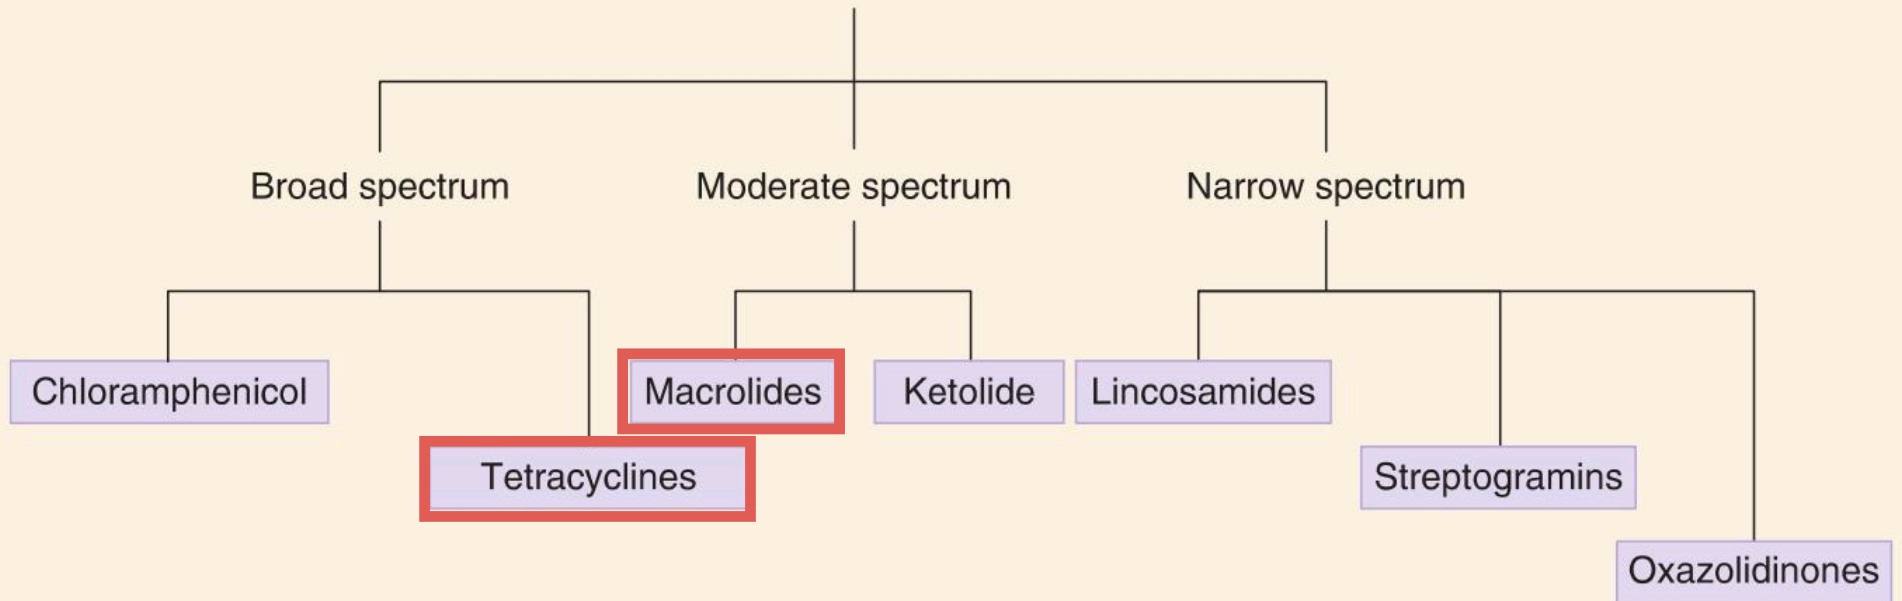 Broad spectrum
Moderate spectrum
Narrow spectrum
Chloramphenicol
Macrolides
Ketolide
Lincosamides
Tetracyclines
Streptogramins
Oxazolidinones